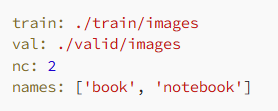 train: ./train/images
val: ./valid/images
nc: 2
names: ['book', 'notebook']